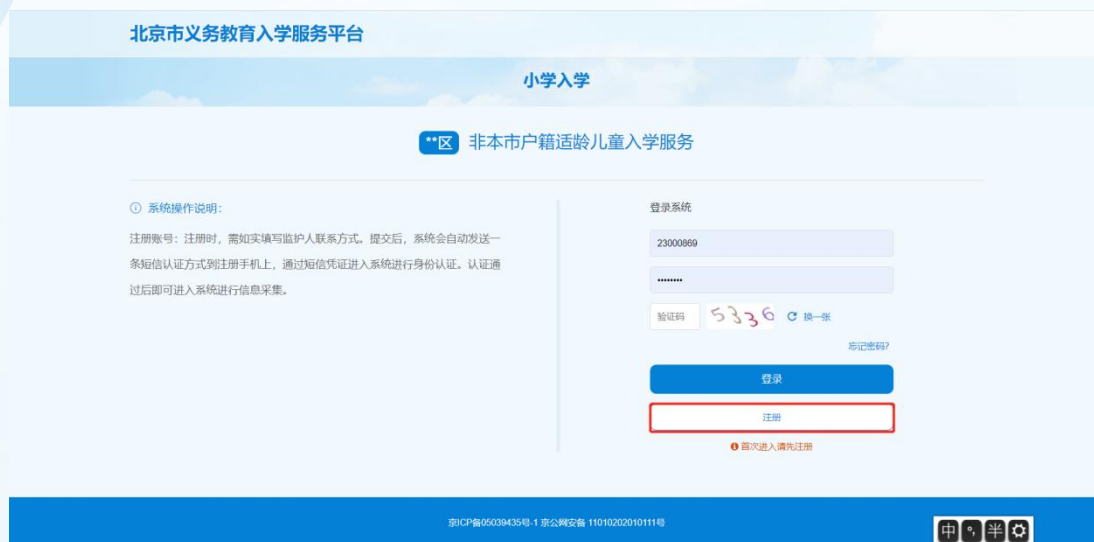 北京市义务教育入学服务平台
小学入学
**区 非本市户籍适龄儿童入学服务
系统操作说明：
注册账号：注册时，需如实填写监护人联系方式。提交后，系统会自动发送一
条短信认证方式到注册手机上，通过短信凭证进入系统进行身份认证。认证通
过后即可进入系统进行信息采集。
登录系统
23000869
••••••••
验证码 5336 换一张
忘记密码?
登录
注册
首次进入请先注册
京ICP备05039435号-1 京公网安备 11010202010111号
中 °, 半